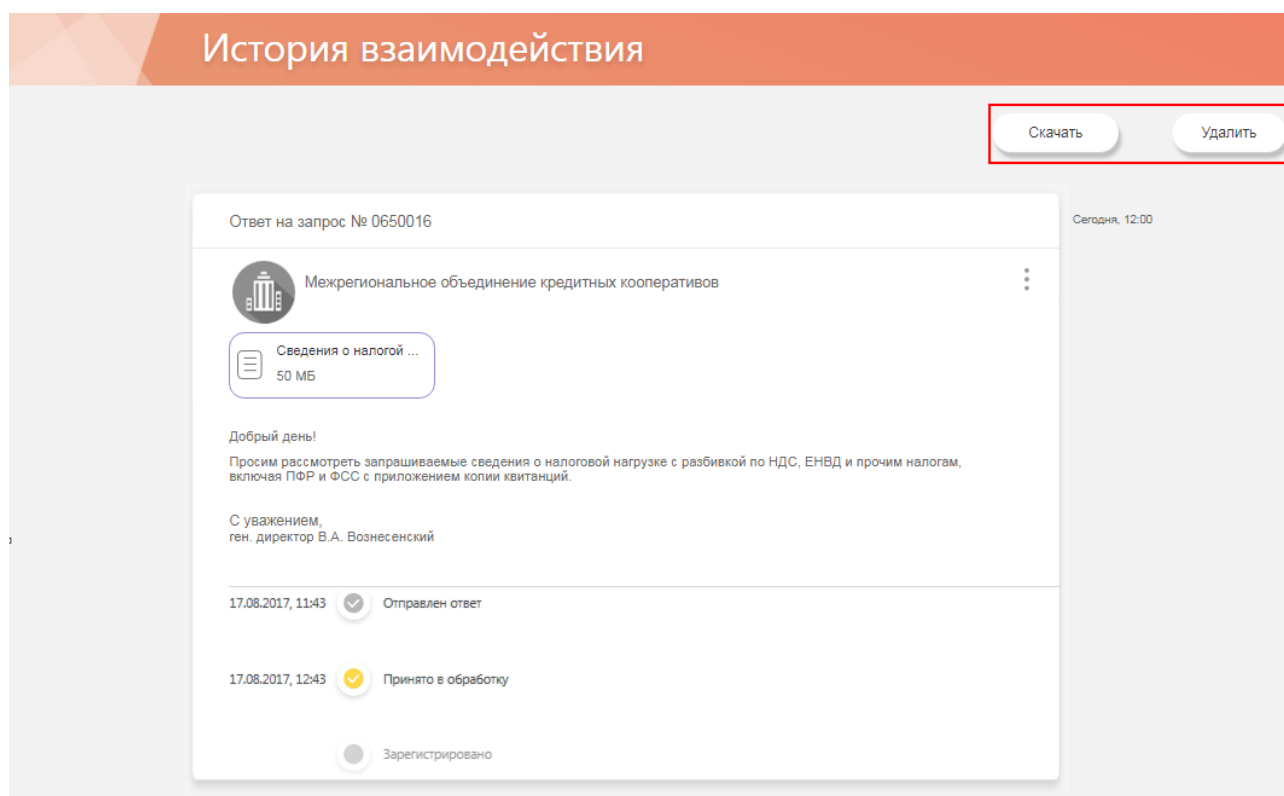 История взаимодействия
Скачать
Удалить
Ответ на запрос № 0650016
Сегодня, 12:00
Межрегиональное объединение кредитных кооперативов
Сведения о налогой ...
50 МБ
Добрый день!
Просим рассмотреть запрашиваемые сведения о налоговой нагрузке с разбивкой по НДС, ЕНВД и прочим налогам,
включая ПФР и ФСС с приложением копии квитанций.
С уважением,
ген. директор В.А. Вознесенский
17.08.2017, 11:43 Отправлен ответ
17.08.2017, 12:43 Принято в обработку
Зарегистрировано